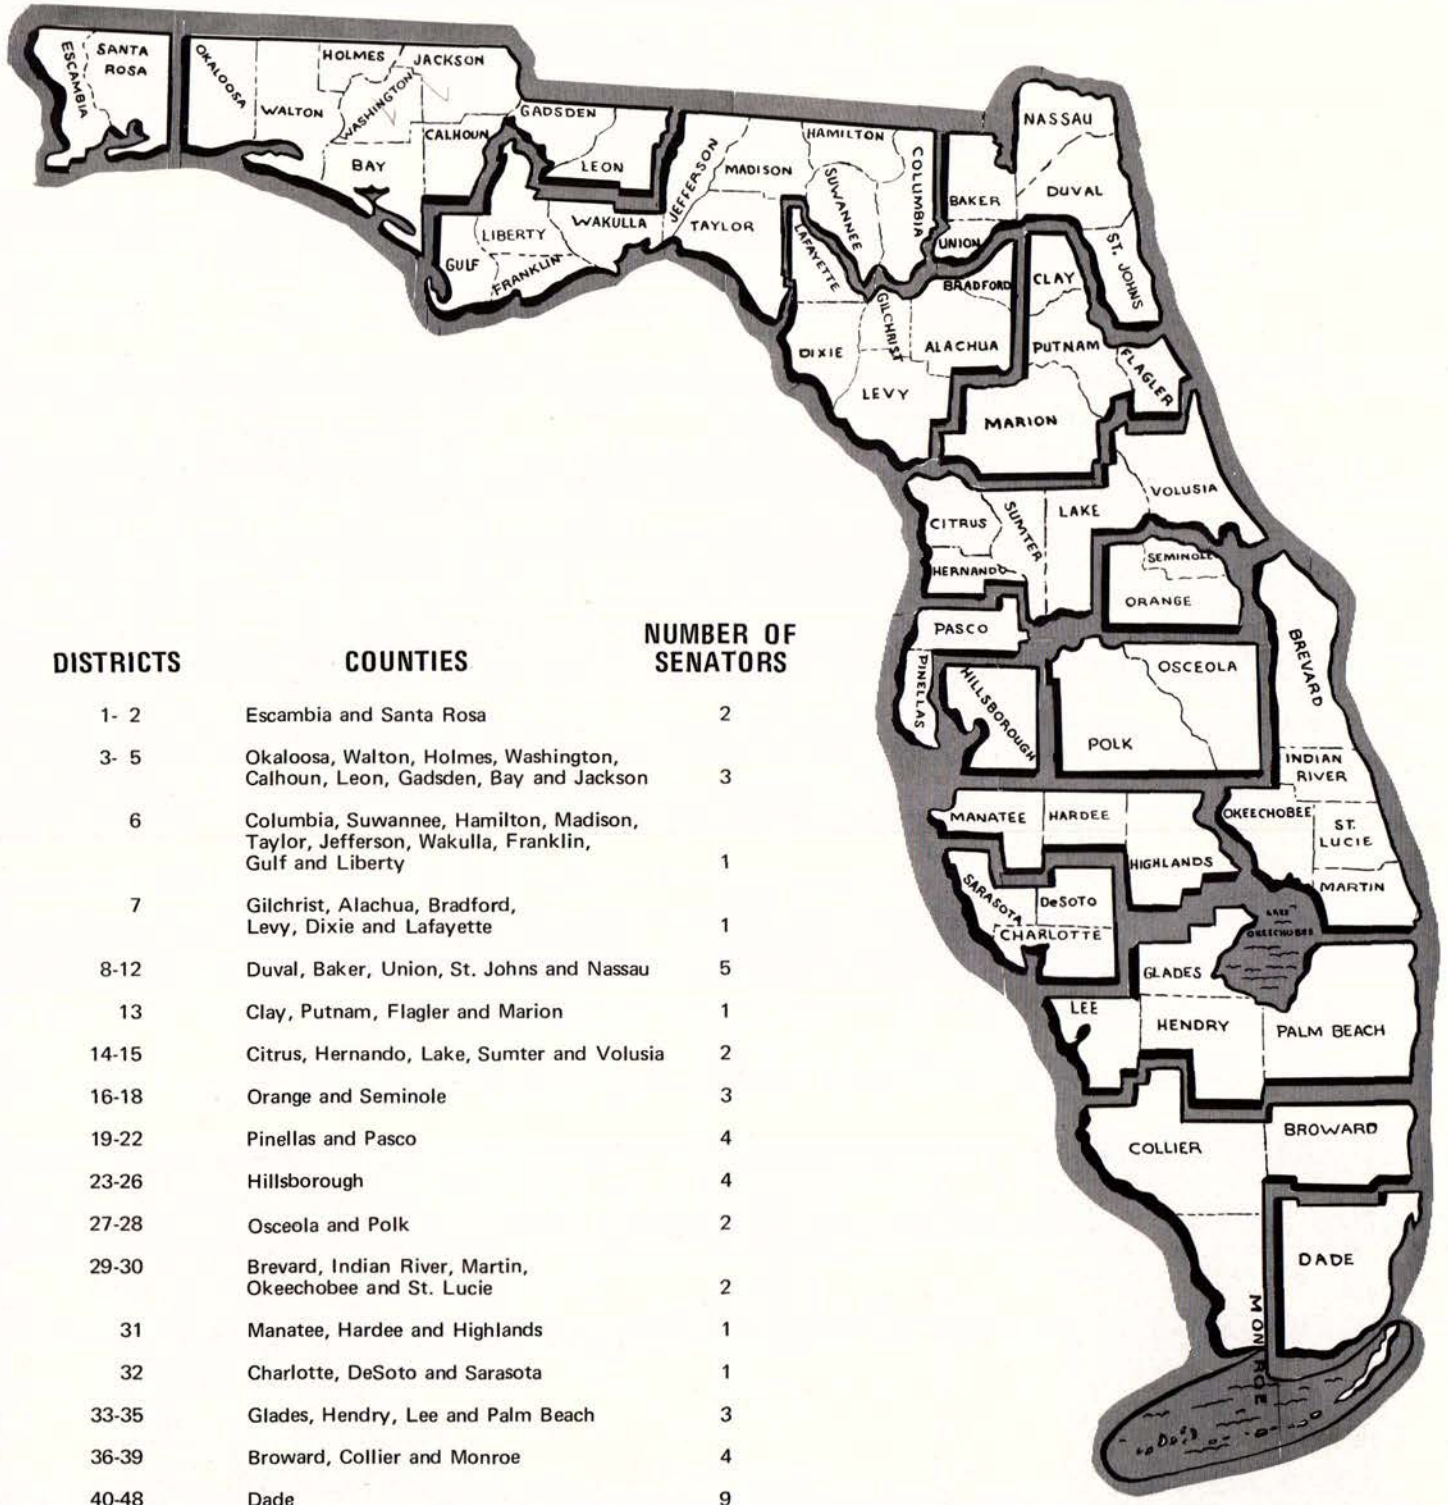 ESCAMBIA
SANTA
ROSA
OKALOOSA
WALTON
HOLMES
WASHINGTON
JACKSON
BAY
CALHOUN
GADSDEN
LEON
GULF
LIBERTY
FRANKLIN
WAKULLA
JEFFERSON
MADISON
TAYLOR
HAMILTON
SUWANNEE
COLUMBIA
LAFAYETTE
DIXIE
GILCHRIST
LEVY
ALACHUA
BRADFORD
BAKER
UNION
NASSAU
DUVAL
ST. JOHNS
CLAY
PUTNAM
FLAGLER
MARION
CITRUS
SUMTER
LAKE
VOLUSIA
HERNANDO
SEMINOLE
ORANGE
PASCO
PINELLAS
HILLSBOROUGH
POLK
OSCEOLA
BREVARD
INDIAN
RIVER
OKEECHOBEE
ST.
LUCIE
MARTIN
MANATEE
HARDEE
HIGHLANDS
SARASOTA
DeSOTO
CHARLOTTE
LAKE
OKEECHOBEE
GLADES
LEE
HENDRY
PALM BEACH
COLLIER
BROWARD
DADE
MONROE
DISTRICTS COUNTIES NUMBER OF
SENATORS
1- 2 Escambia and Santa Rosa 2
3- 5 Okaloosa, Walton, Holmes, Washington,
Calhoun, Leon, Gadsden, Bay and Jackson 3
6 Columbia, Suwannee, Hamilton, Madison,
Taylor, Jefferson, Wakulla, Franklin,
Gulf and Liberty 1
7 Gilchrist, Alachua, Bradford,
Levy, Dixie and Lafayette 1
8-12 Duval, Baker, Union, St. Johns and Nassau 5
13 Clay, Putnam, Flagler and Marion 1
14-15 Citrus, Hernando, Lake, Sumter and Volusia 2
16-18 Orange and Seminole 3
19-22 Pinellas and Pasco 4
23-26 Hillsborough 4
27-28 Osceola and Polk 2
29-30 Brevard, Indian River, Martin,
Okeechobee and St. Lucie 2
31 Manatee, Hardee and Highlands 1
32 Charlotte, DeSoto and Sarasota 1
33-35 Glades, Hendry, Lee and Palm Beach 3
36-39 Broward, Collier and Monroe 4
40-48 Dade 9